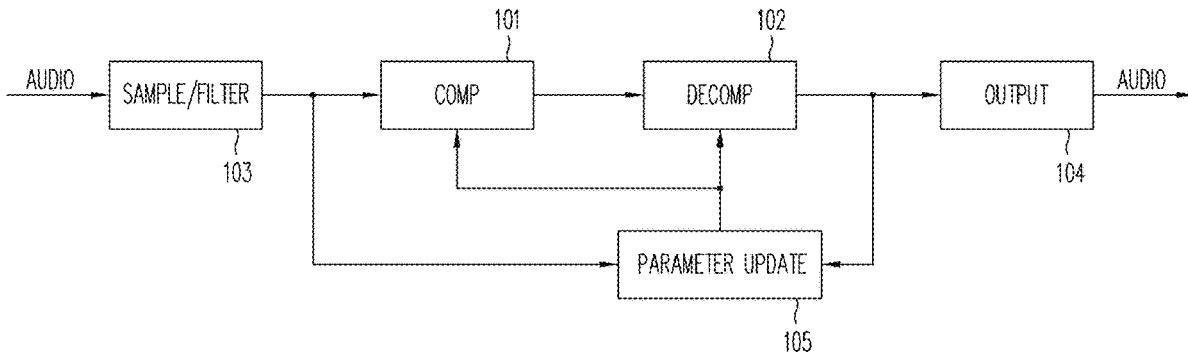 101
102
AUDIO
SAMPLE/FILTER
COMP
DECOMP
OUTPUT
AUDIO
103
104
PARAMETER UPDATE
105